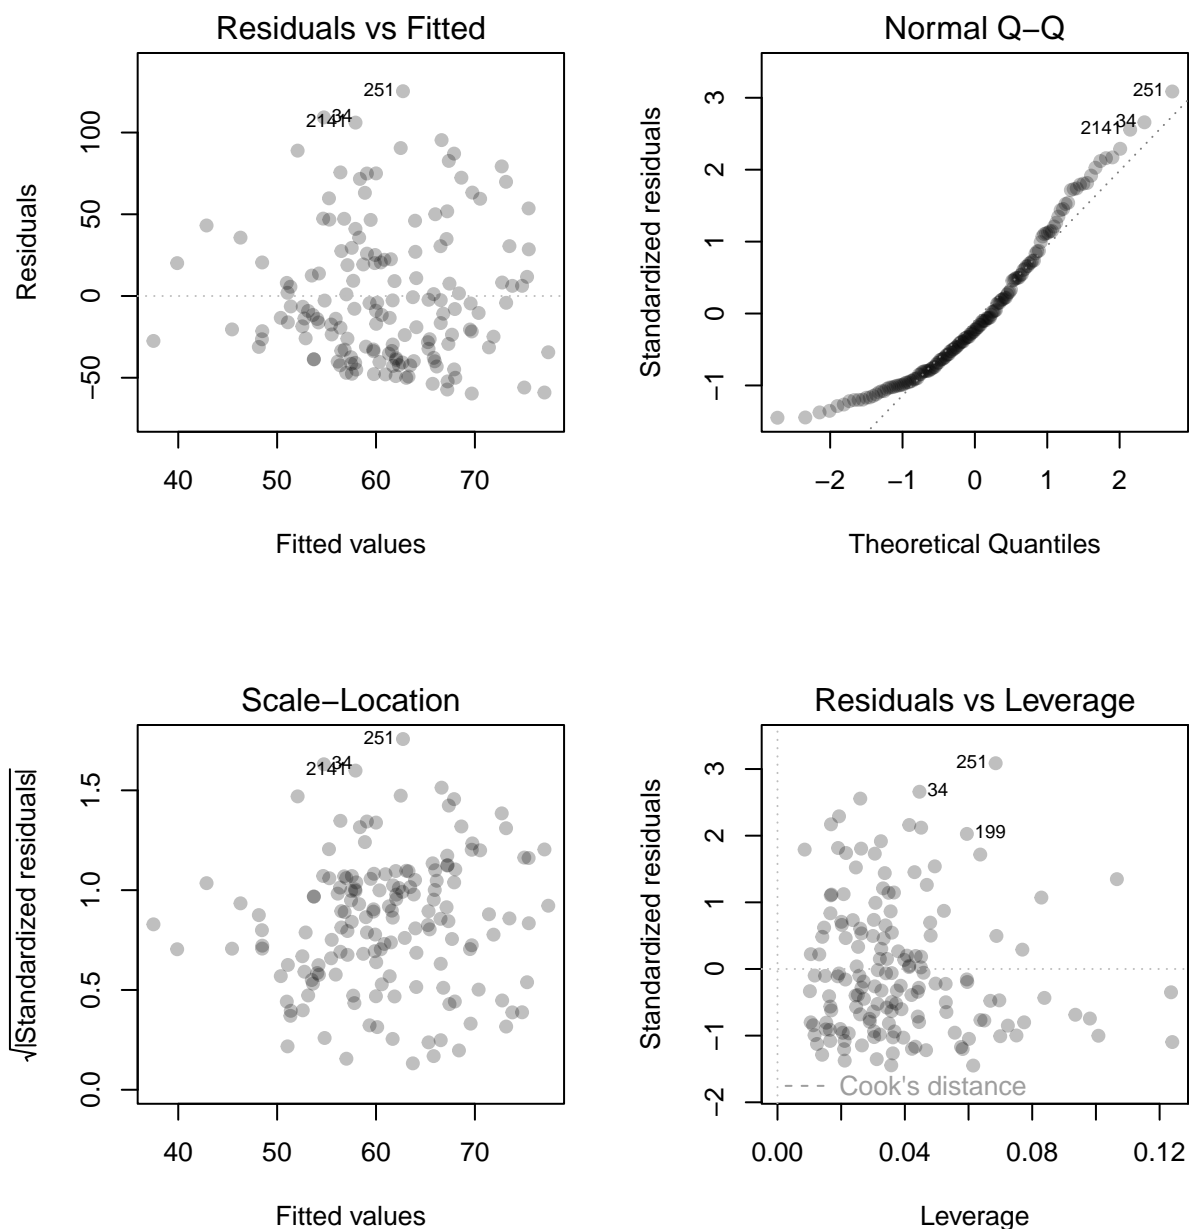 Residuals vs Fitted
Residuals
100
50
0
−50
251
34
2141
40 50 60 70
Fitted values
Normal Q−Q
Standardized residuals
3
2
1
0
−1
251
34
2141
−2 −1 0 1 2
Theoretical Quantiles
Scale−Location
√|Standardized residuals|
1.5
1.0
0.5
0.0
251
34
2141
40 50 60 70
Fitted values
Residuals vs Leverage
Standardized residuals
3
2
1
0
−1
−2
251
34
199
Cook's distance
0.00 0.04 0.08 0.12
Leverage